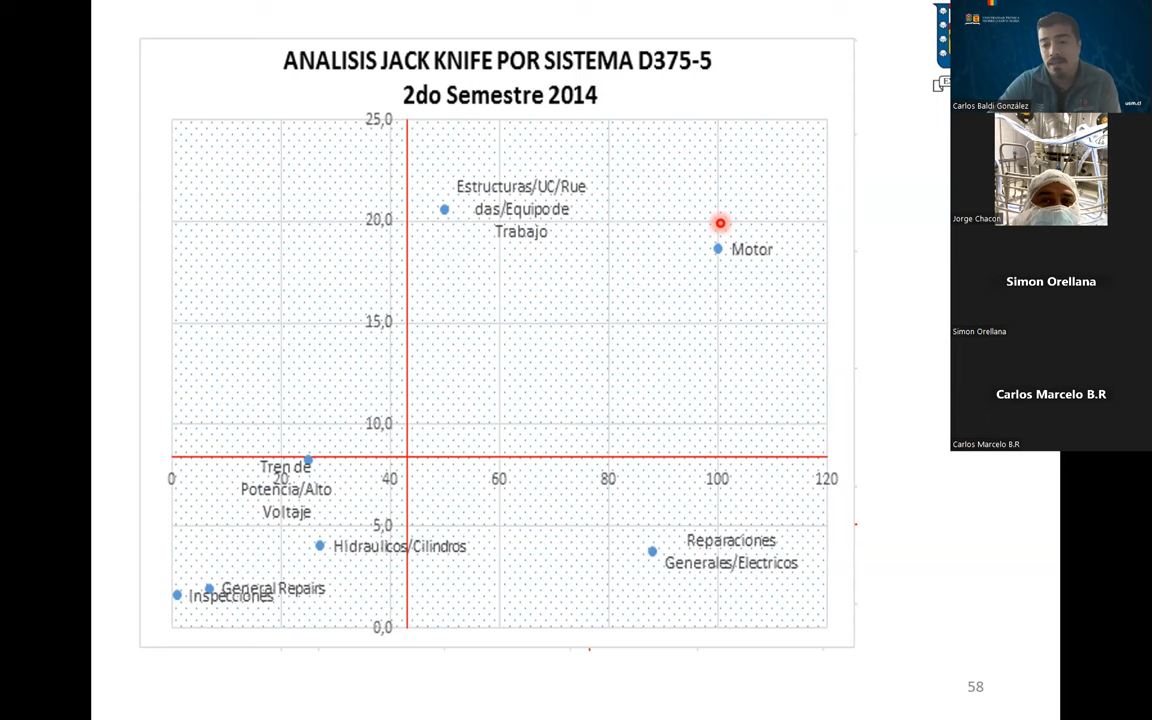 ANALISIS JACK KNIFE POR SISTEMA D375-5
2do Semestre 2014
25,0
Estructuras/UC/Rue
das/Equipo de
Trabajo
20,0
Motor
15,0
10,0
0
20
40
60
80
100
120
Tren de
Potencia/Alto
Voltaje
5,0
Hidraulicos/Cilindros
Reparaciones
Generales/Electricos
General Repairs
Inspecciones
0,0
58
Carlos Baldi González
usm.cl
Jorge Chacon
Simon Orellana
Simon Orellana
Carlos Marcelo B.R
Carlos Marcelo B.R